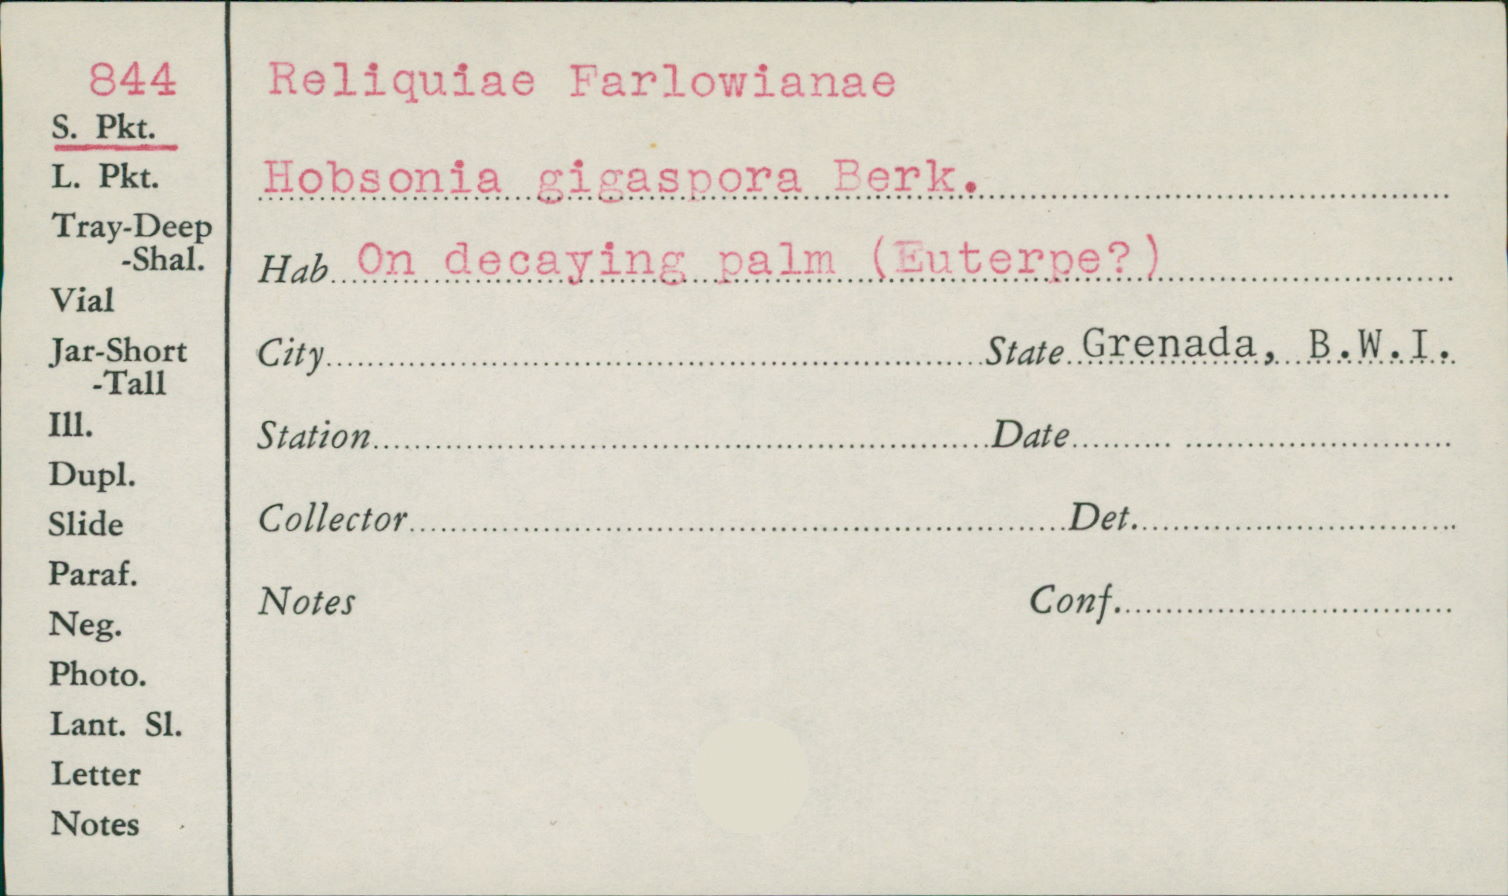 844
S. Pkt.
L. Pkt.
Tray-Deep
-Shal.
Vial
Jar-Short
-Tall
Ill.
Dupl.
Slide
Paraf.
Neg.
Photo.
Lant. Sl.
Letter
Notes
Reliquiae Farlowianae
Hobsonia gigaspora Berk.
Hab. On decaying palm (Euterpe?)
City State Grenada, B.W.I.
Station Date
Collector Det.
Notes Conf.